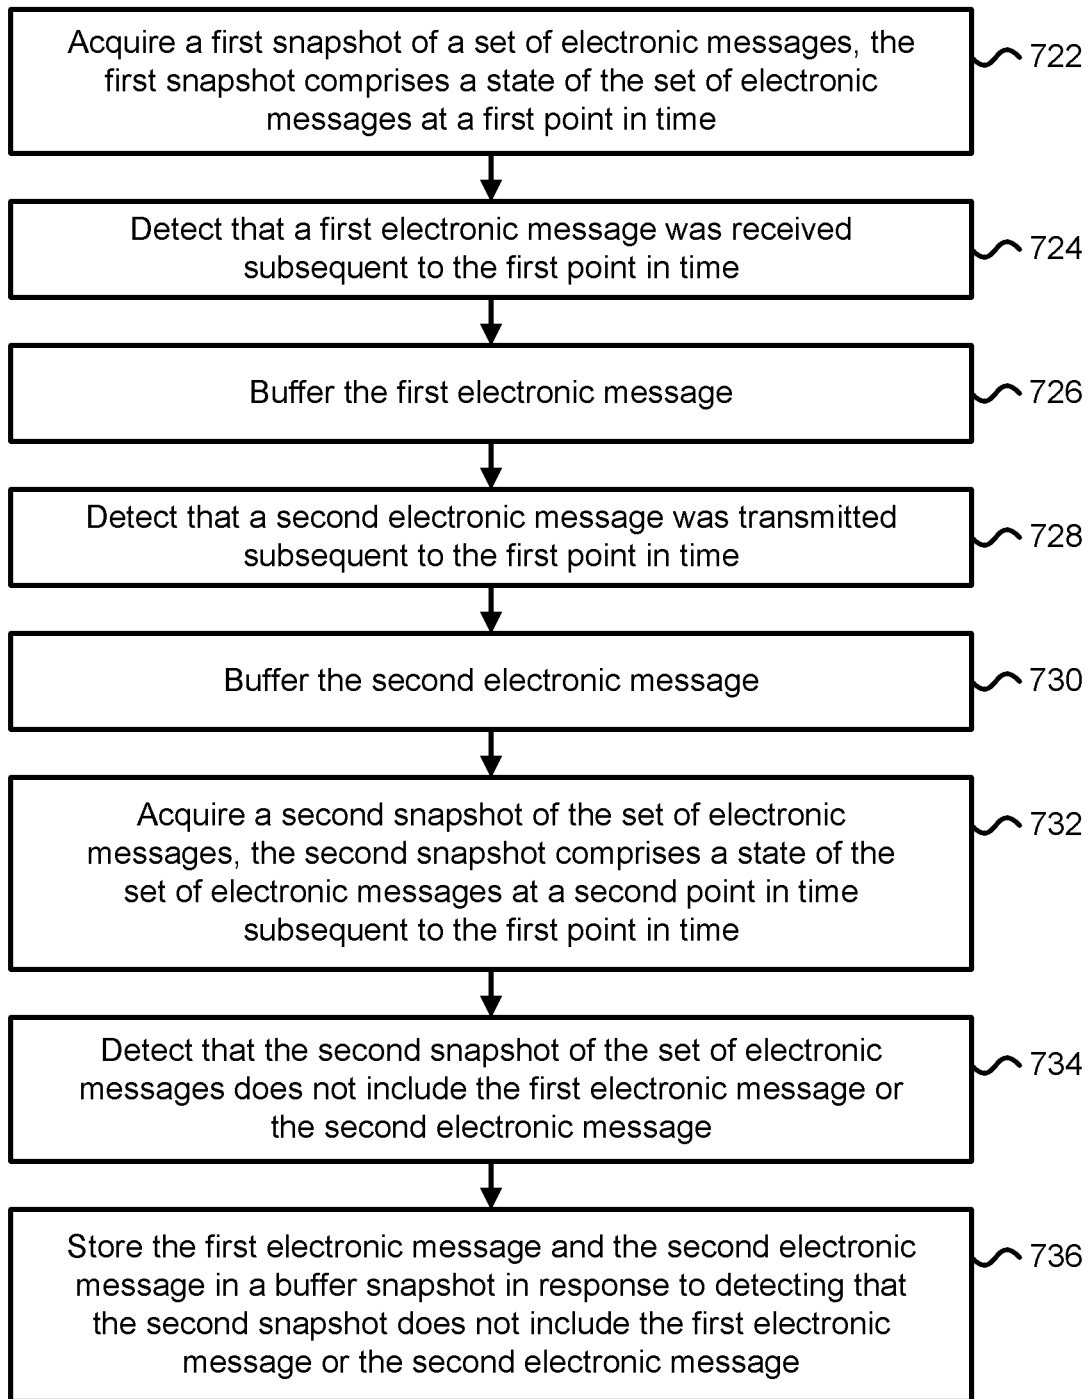 Acquire a first snapshot of a set of electronic messages, the
first snapshot comprises a state of the set of electronic
messages at a first point in time
722
Detect that a first electronic message was received
subsequent to the first point in time
724
Buffer the first electronic message
726
Detect that a second electronic message was transmitted
subsequent to the first point in time
728
Buffer the second electronic message
730
Acquire a second snapshot of the set of electronic
messages, the second snapshot comprises a state of the
set of electronic messages at a second point in time
subsequent to the first point in time
732
Detect that the second snapshot of the set of electronic
messages does not include the first electronic message or
the second electronic message
734
Store the first electronic message and the second electronic
message in a buffer snapshot in response to detecting that
the second snapshot does not include the first electronic
message or the second electronic message
736